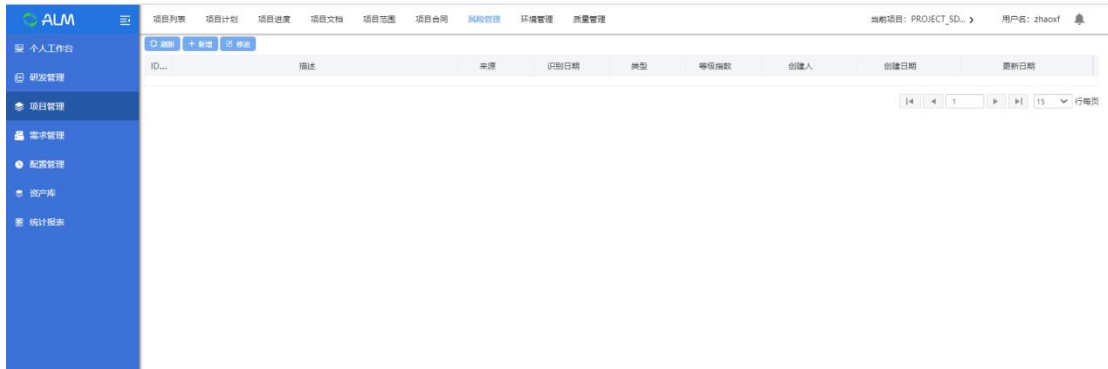 ALM
项目列表 项目计划 项目进度 项目文档 项目范围 项目合同 风险管理 环境管理 质量管理 当前项目: PROJECT_SD... 用户名: zhaoxf
个人工作台
研发管理
项目管理
需求管理
配置管理
资产库
统计报表
刷新 新增 修改
ID... 描述 来源 识别日期 类型 等级指数 创建人 创建日期 更新日期
1 15 行每页